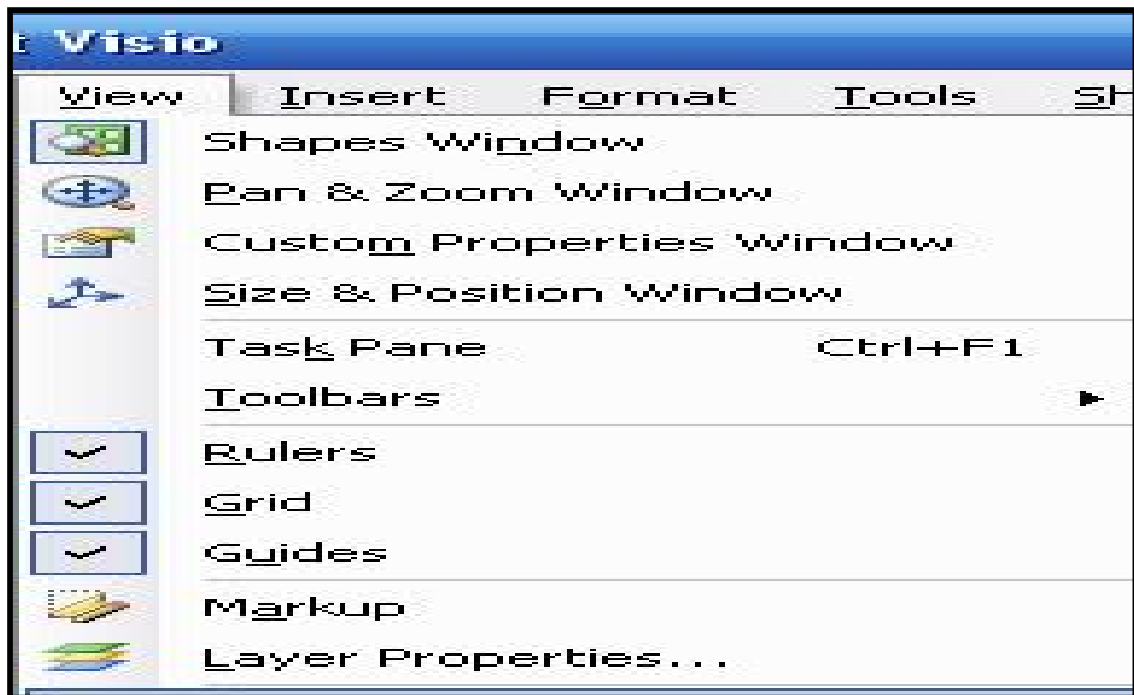 t Visio
View Insert Format Tools Sh
Shapes Window
Pan & Zoom Window
Custom Properties Window
Size & Position Window
Task Pane Ctrl+F1
Toolbars
Rulers
Grid
Guides
Markup
Layer Properties...